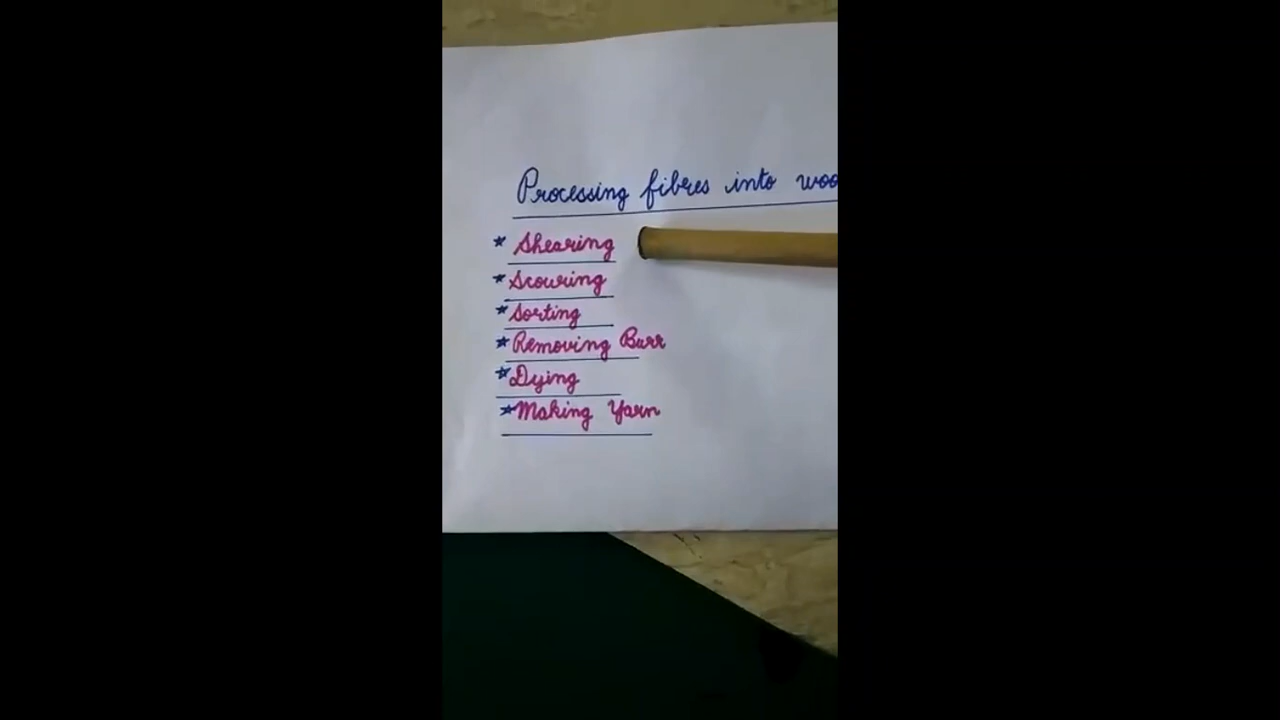 Processing fibres into woo
* Shearing
* Scouring
* Sorting
* Removing Burr
* Dying
* Making Yarn